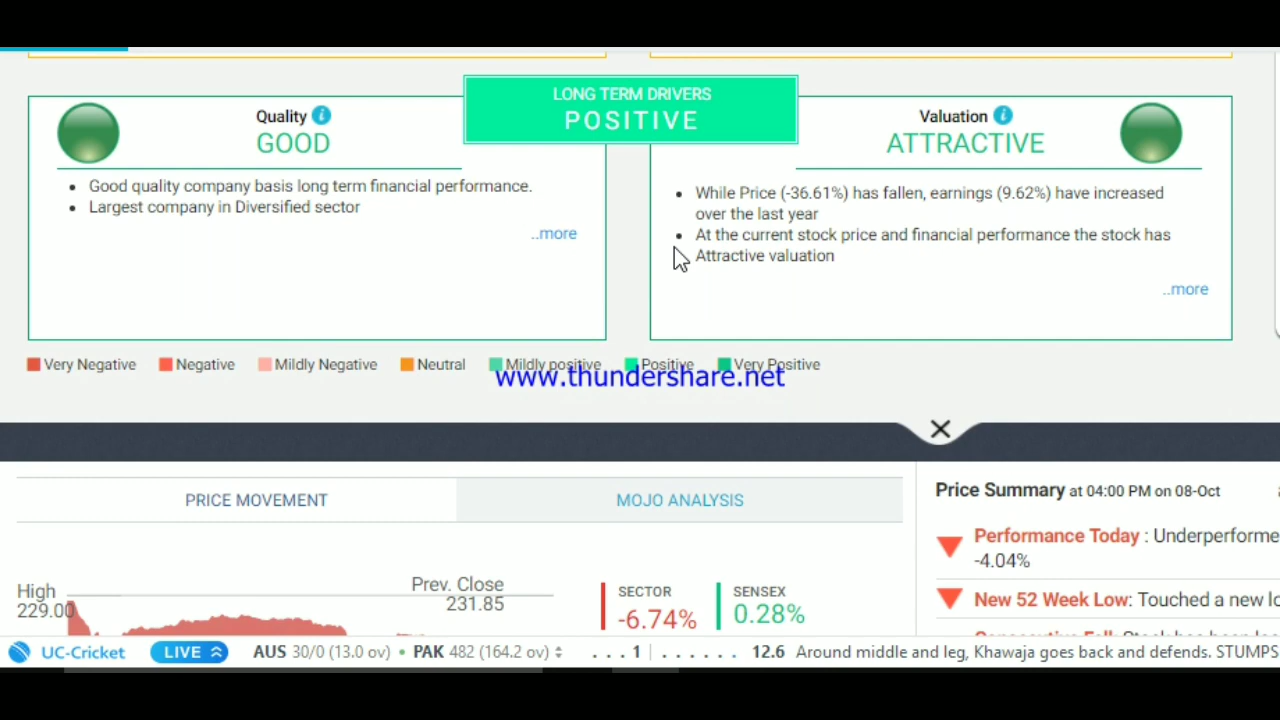 LONG TERM DRIVERS
POSITIVE
Quality i
GOOD
Good quality company basis long term financial performance.
Largest company in Diversified sector
..more
Valuation i
ATTRACTIVE
While Price (-36.61%) has fallen, earnings (9.62%) have increased
over the last year
At the current stock price and financial performance the stock has
Attractive valuation
..more
Very Negative Negative Mildly Negative Neutral Mildly positive Positive Very Positive
www.thundershare.net
PRICE MOVEMENT
MOJO ANALYSIS
High
229.00
Prev. Close
231.85
SECTOR
-6.74%
SENSEX
0.28%
Price Summary at 04:00 PM on 08-Oct
Performance Today : Underperforme
-4.04%
New 52 Week Low: Touched a new lo
UC-Cricket LIVE AUS 30/0 (13.0 ov) • PAK 482 (164.2 ov) . . . 1 | . . . . . . 12.6 Around middle and leg, Khawaja goes back and defends. STUMPS